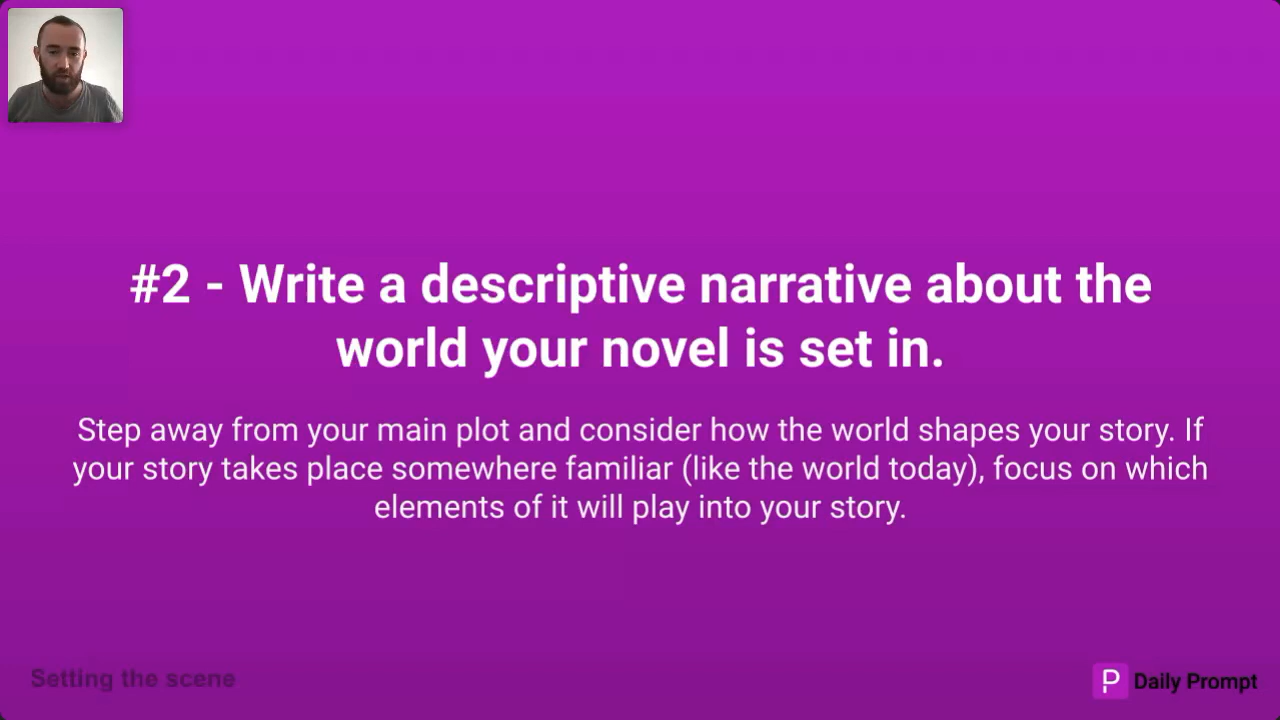 #2 - Write a descriptive narrative about the
world your novel is set in.
Step away from your main plot and consider how the world shapes your story. If
your story takes place somewhere familiar (like the world today), focus on which
elements of it will play into your story.
Setting the scene
P Daily Prompt